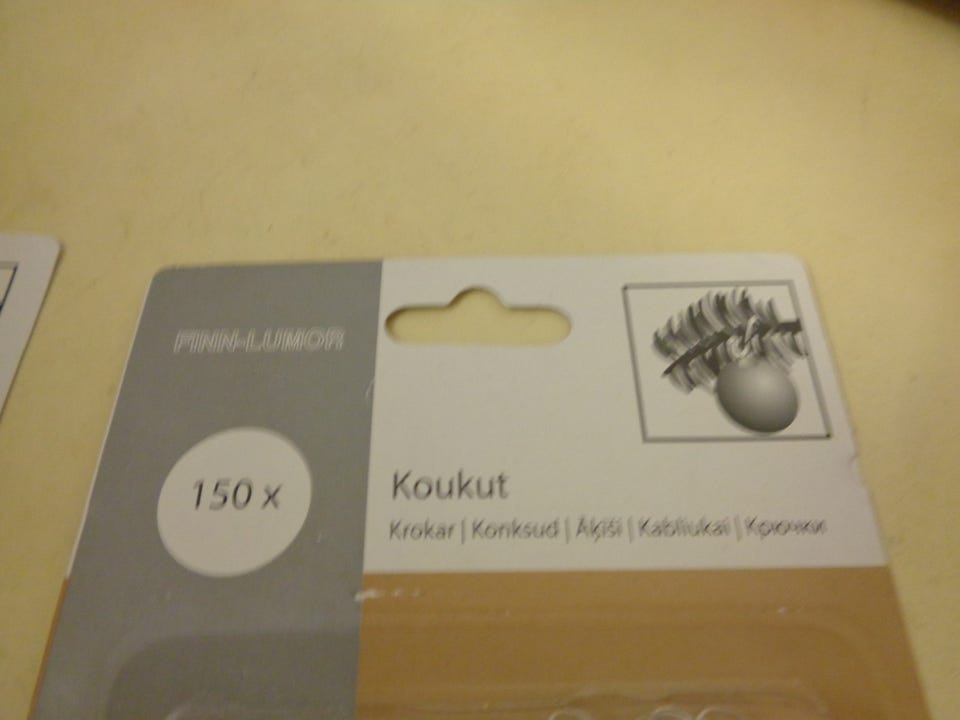 FINN-LUMOR
150 x
Koukut
Krokar | Konksud | Āķīši | Kabliukai | Крючки